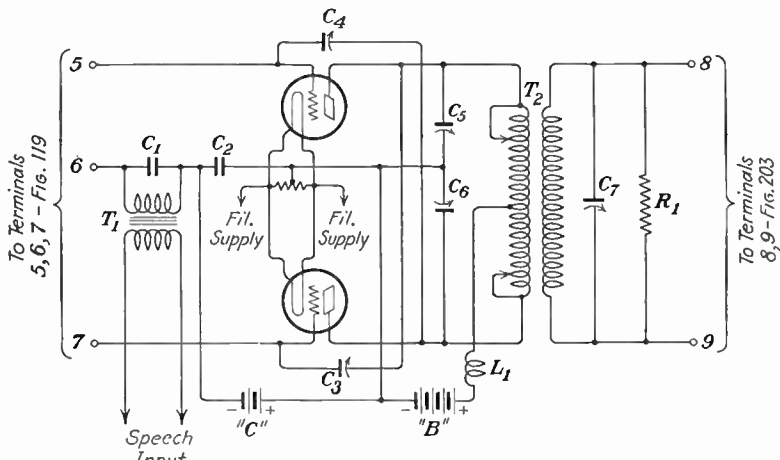 C4
5
8
T2
C5
6
C1
C2
C6
C7
R1
To Terminals
5,6,7-Fig. 119
To Terminals
8,9-Fig. 203
T1
Fil.
Supply
Fil.
Supply
7
9
C3
L1
- +
"C"
- +
"B"
Speech
Input